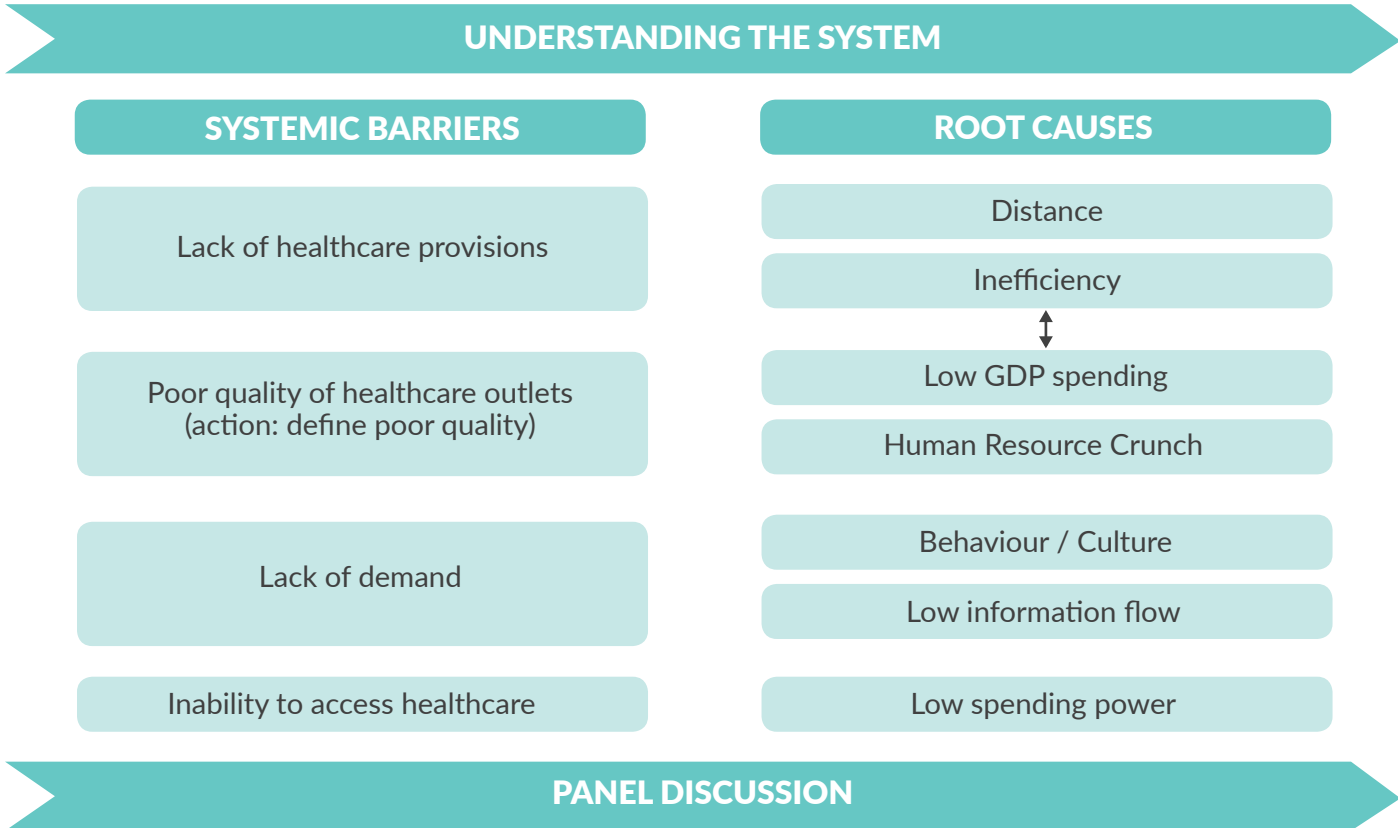 UNDERSTANDING THE SYSTEM
SYSTEMIC BARRIERS
Lack of healthcare provisions
Poor quality of healthcare outlets
(action: define poor quality)
Lack of demand
Inability to access healthcare
ROOT CAUSES
Distance
Inefficiency
Low GDP spending
Human Resource Crunch
Behaviour / Culture
Low information flow
Low spending power
PANEL DISCUSSION